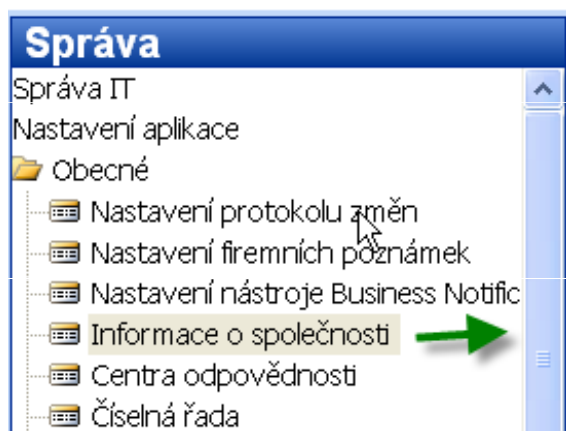 Správa
Správa IT
Nastavení aplikace
Obecné
Nastavení protokolu změn
Nastavení firemních poznámek
Nastavení nástroje Business Notific
Informace o společnosti
Centra odpovědnosti
Číselná řada